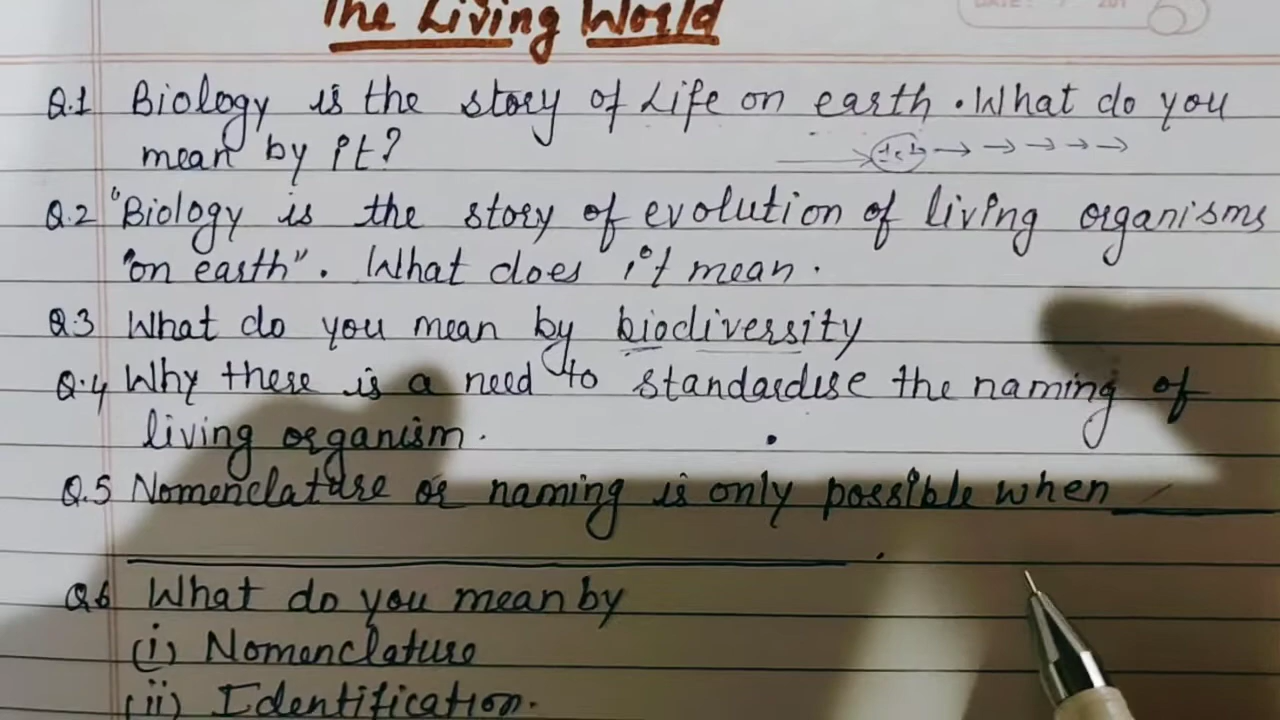 The Living World
DATE: / 201
Q.1 Biology is the story of Life on earth. What do you
mean by it?
Q.2 "Biology is the story of evolution of living organisms
"on earth". What does it mean.
Q.3 What do you mean by biodiversity
Q.4 Why there is a need to standardise the naming of
living organism.
Q.5 Nomenclature or naming is only possible when
Q.6 What do you mean by
(i) Nomenclature
(ii) Identification.